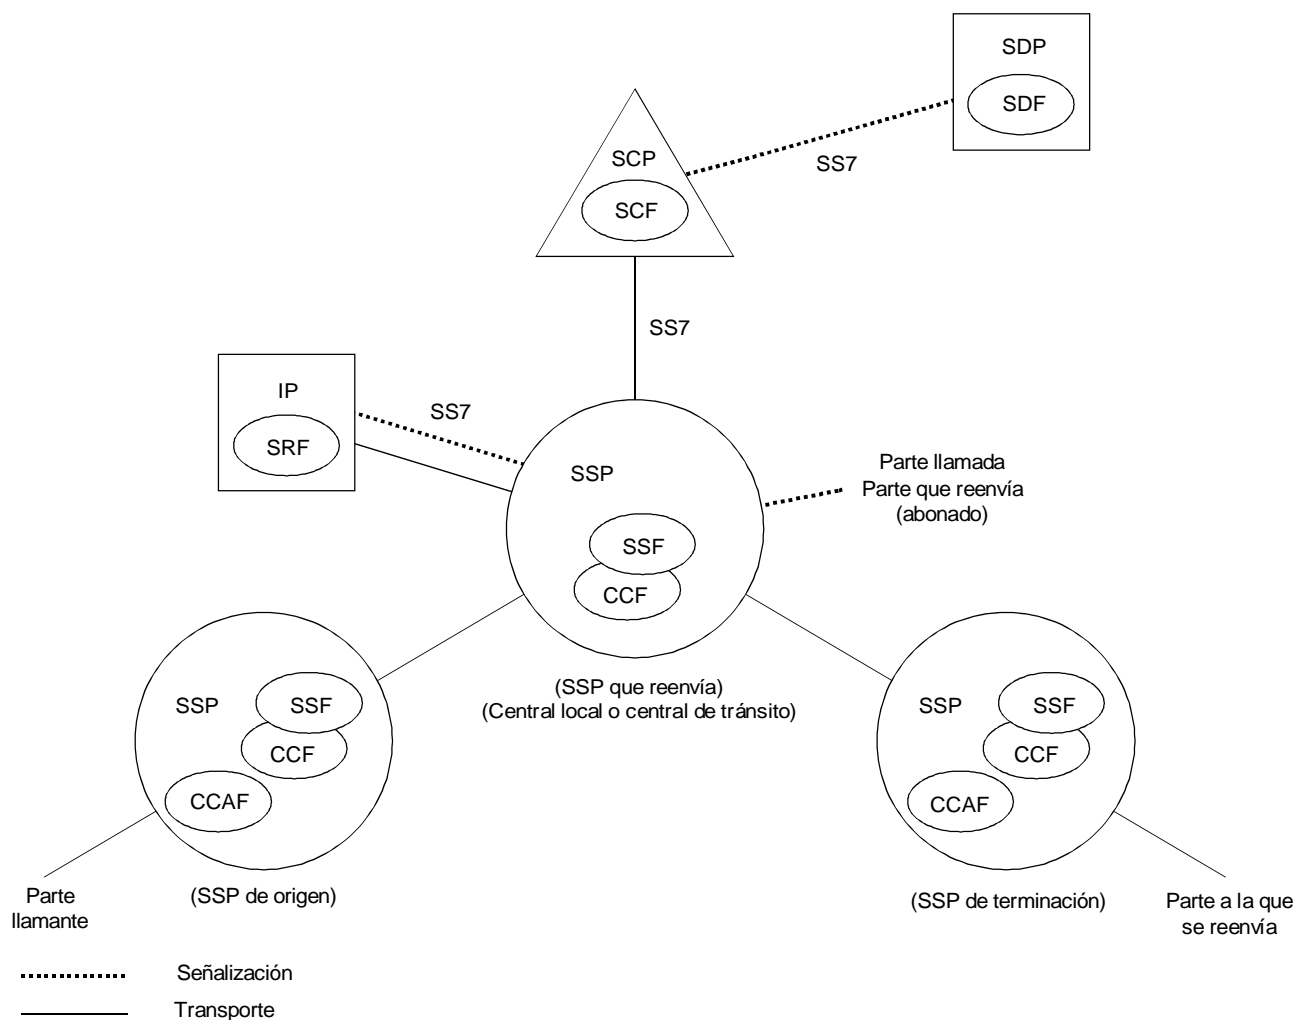 SDP
SDF
SCP
SCF
SS7
SS7
IP
SRF
SS7
SSP
SSF
CCF
Parte llamada
Parte que reenvía
(abonado)
(SSP que reenvía)
(Central local o central de tránsito)
SSP
SSF
CCF
CCAF
(SSP de origen)
Parte
llamante
SSP
SSF
CCF
CCAF
(SSP de terminación)
Parte a la que
se reenvía
Señalización
Transporte